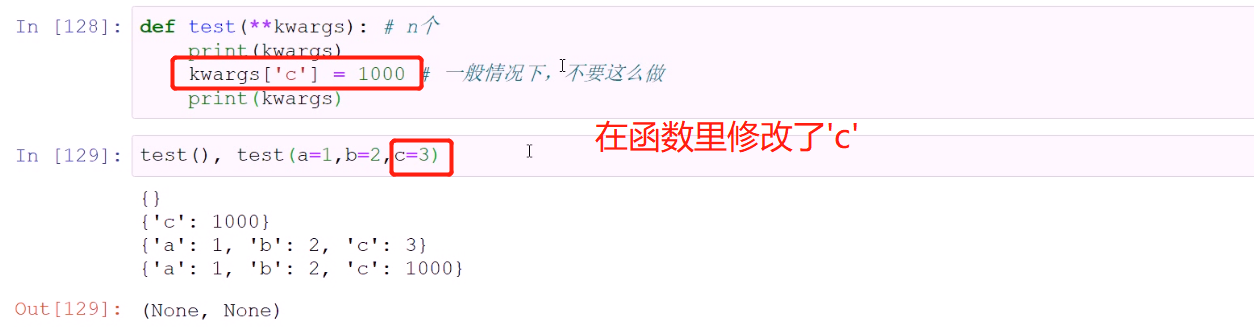 In [128]: def test(**kwargs): # n个
print(kwargs)
kwargs['c'] = 1000 # 一般情况下，不要这么做
print(kwargs)
在函数里修改了'c'
In [129]: test(), test(a=1,b=2,c=3)
{}
{'c': 1000}
{'a': 1, 'b': 2, 'c': 3}
{'a': 1, 'b': 2, 'c': 1000}
Out[129]: (None, None)